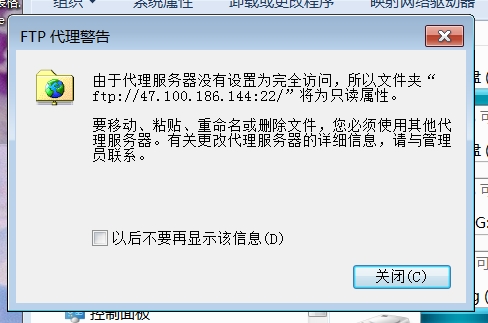 表格.
组织
系统属性
卸载或更改程序
映射网络驱动器
FTP 代理警告
由于代理服务器没有设置为完全访问，所以文件夹“
ftp://47.100.186.144:22/”将为只读属性。
要移动、粘贴、重命名或删除文件，您必须使用其他代
理服务器。有关更改代理服务器的详细信息，请与管理
员联系。
以后不要再显示该信息(D)
关闭(C)
控制面板